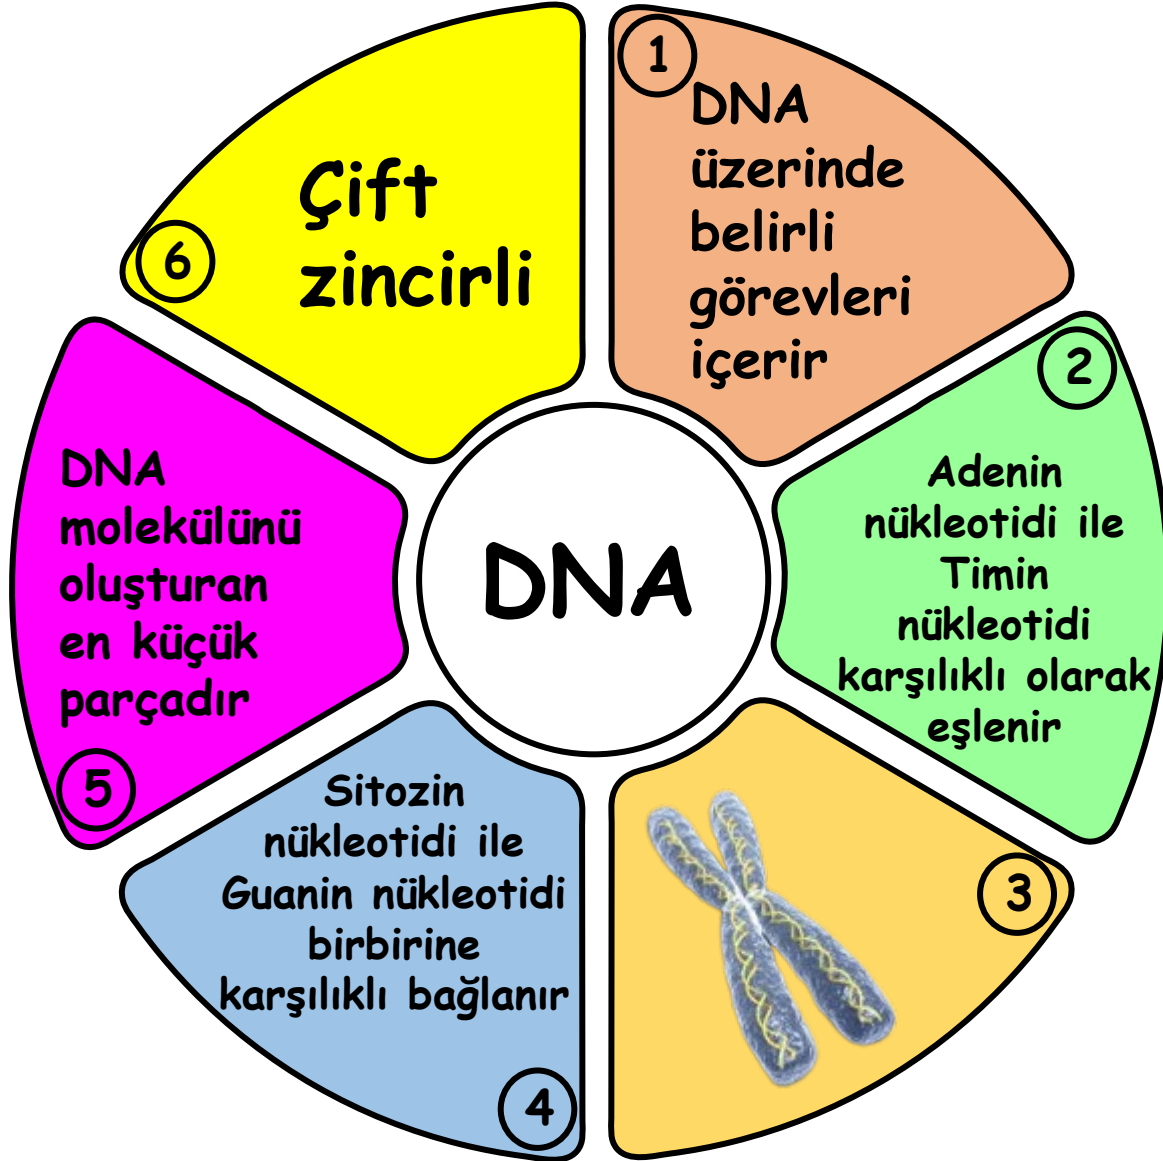 DNA
1
DNA
üzerinde
belirli
görevleri
içerir
2
Adenin
nükleotidi ile
Timin
nükleotidi
karşılıklı olarak
eşlenir
3
4
Sitozin
nükleotidi ile
Guanin nükleotidi
birbirine
karşılıklı bağlanır
5
DNA
molekülünü
oluşturan
en küçük
parçadır
6
Çift
zincirli